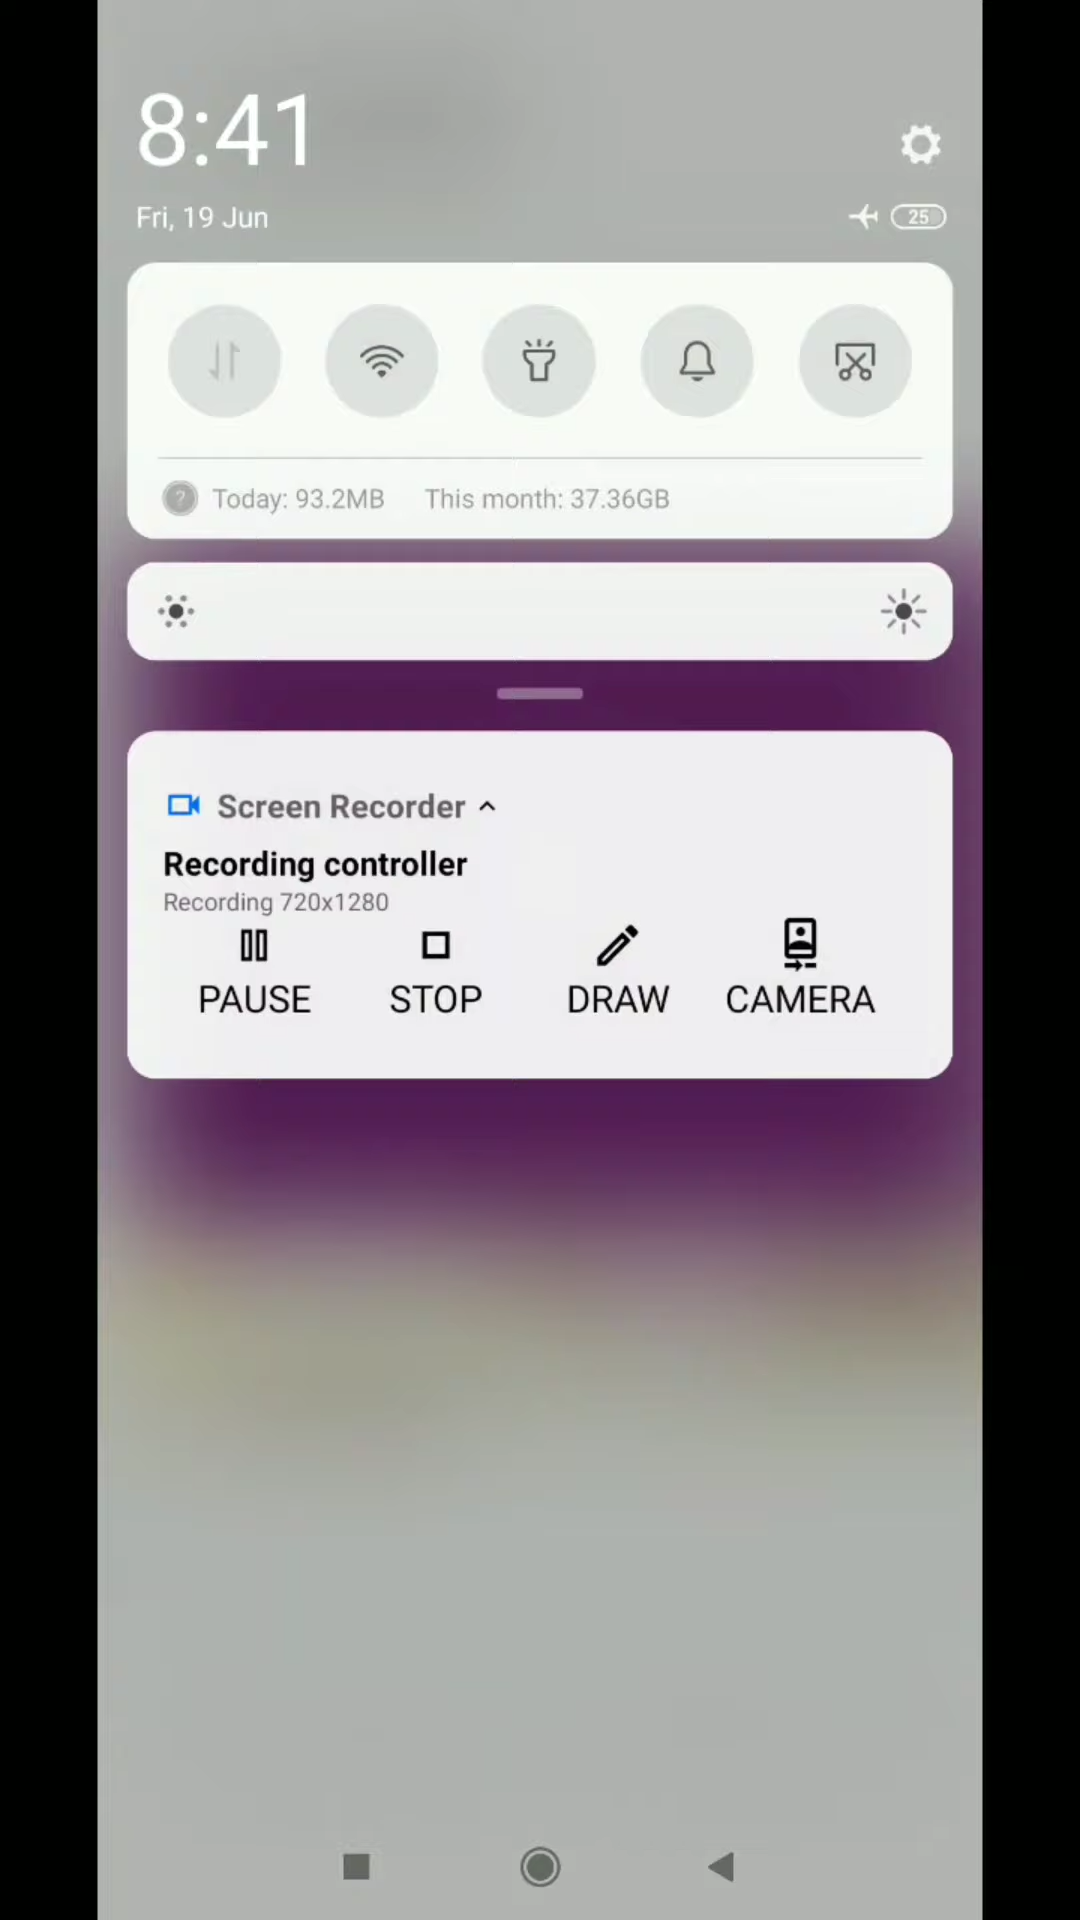 8:41
Fri, 19 Jun
25
? Today: 93.2MB This month: 37.36GB
Screen Recorder
Recording controller
Recording 720x1280
PAUSE STOP DRAW CAMERA